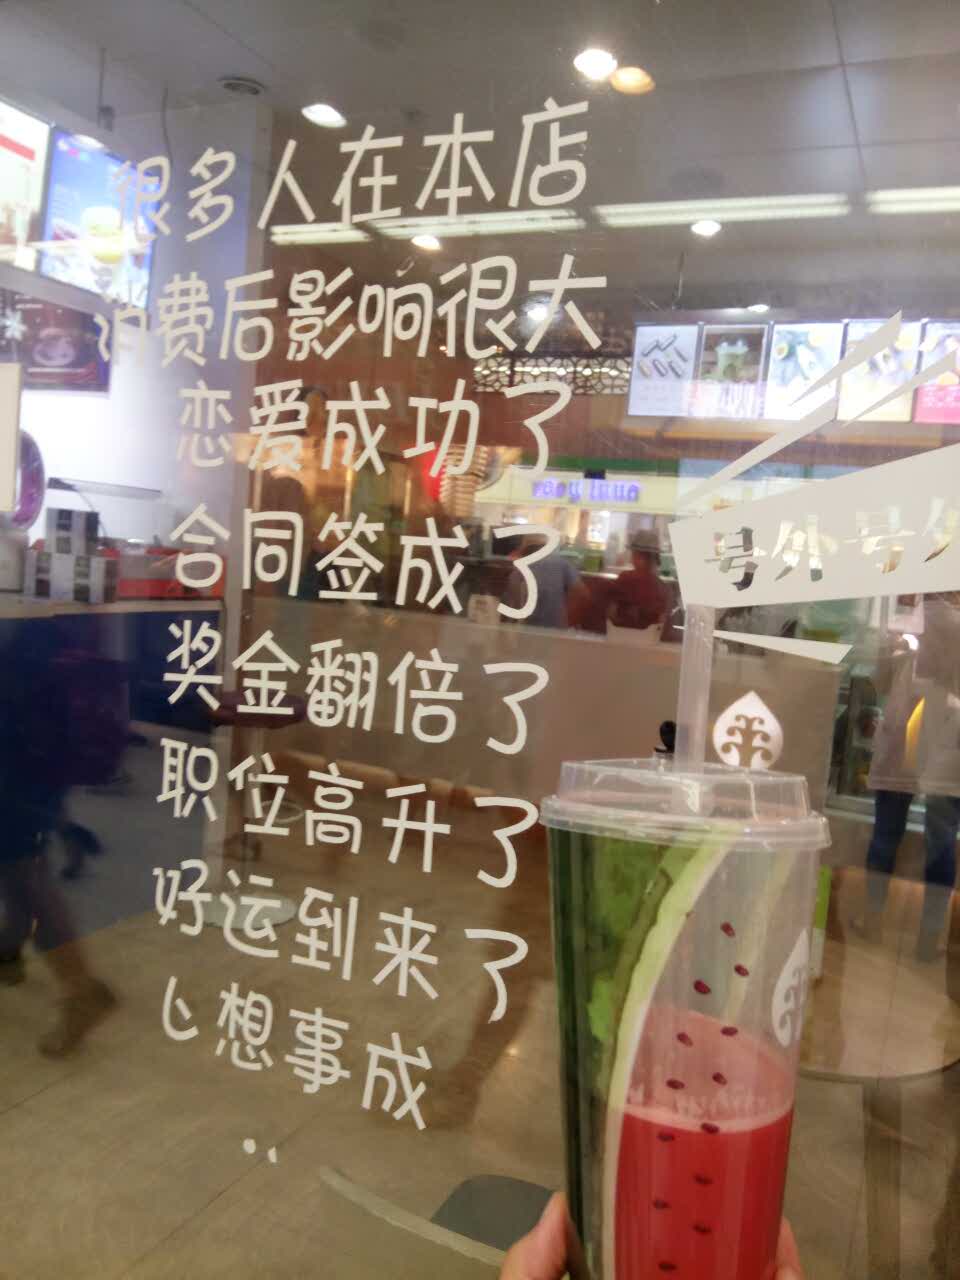 很多人在本店
消费后影响很大
恋爱成功了
合同签成了
奖金翻倍了
职位高升了
好运到来了
心想事成
号外号外